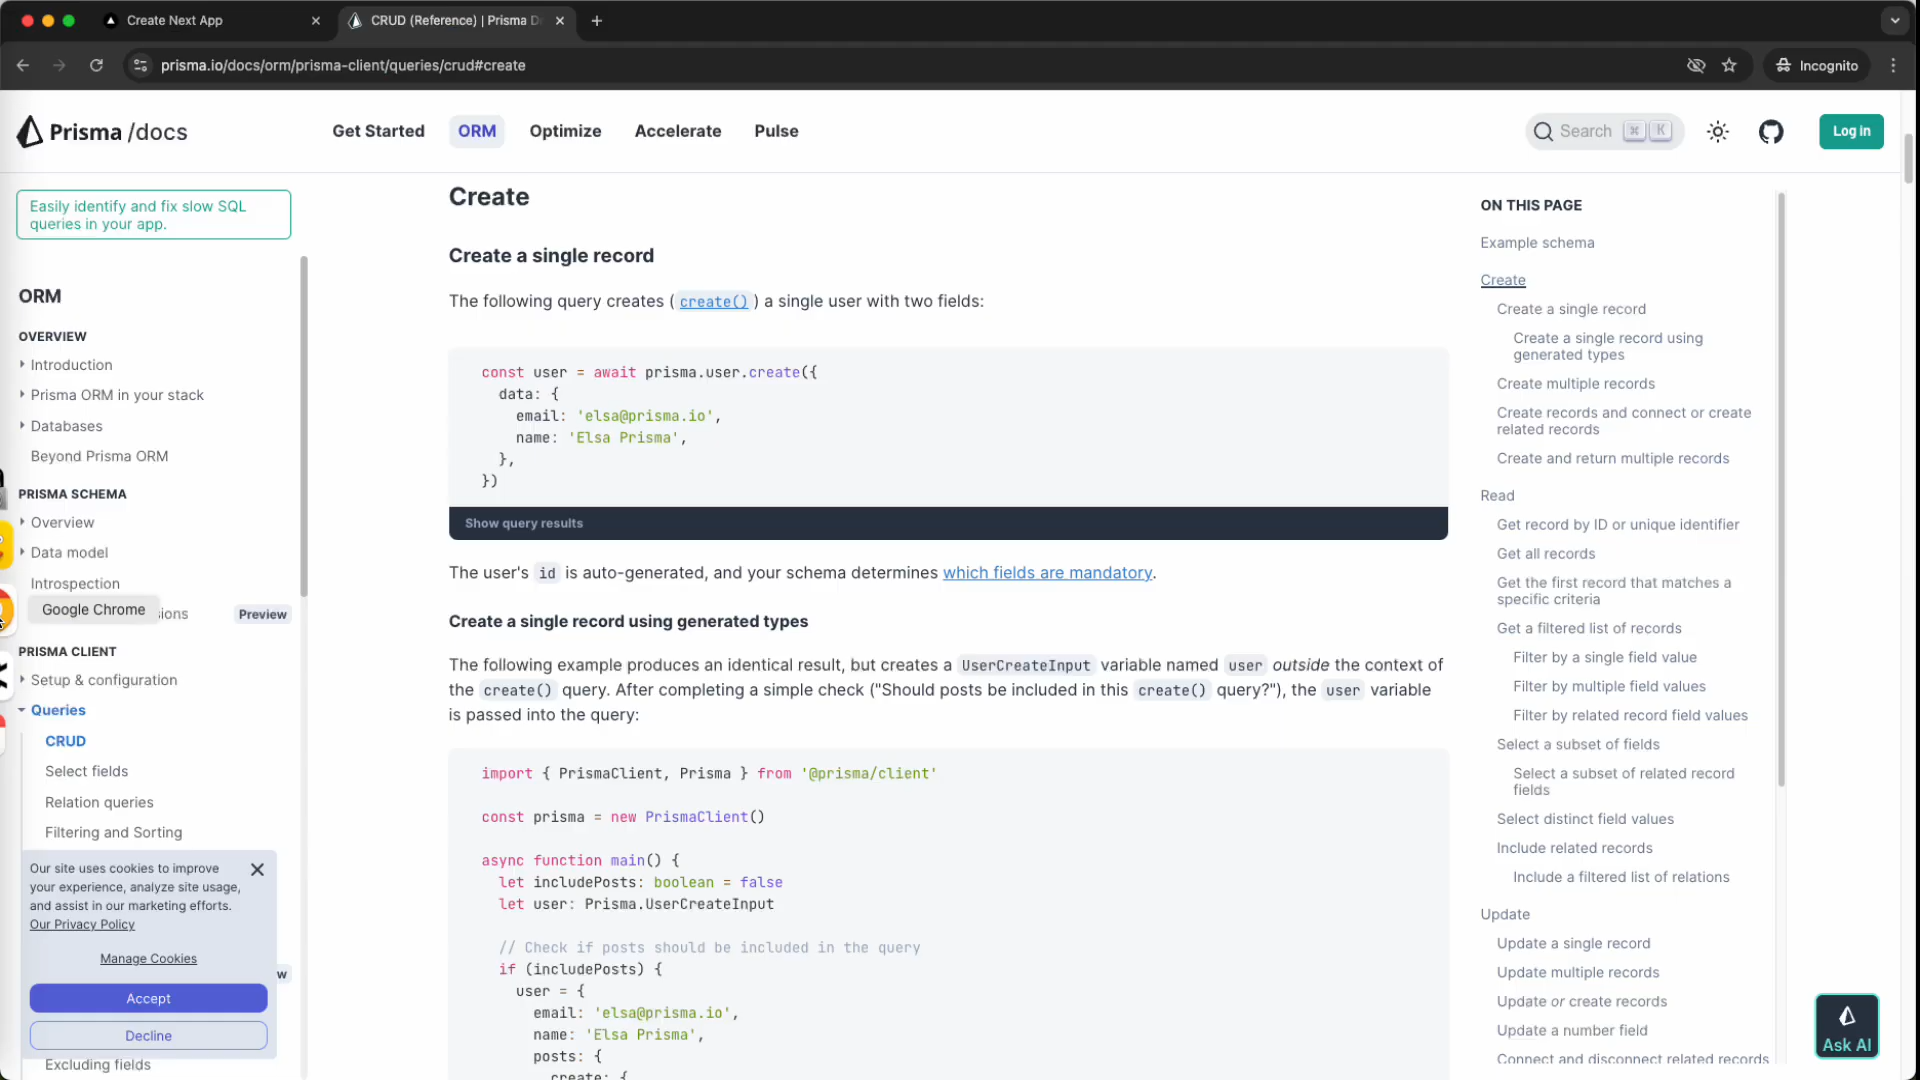 Create Next App
CRUD (Reference) | Prisma D
prisma.io/docs/orm/prisma-client/queries/crud#create
Incognito
Prisma /docs
Get Started
ORM
Optimize
Accelerate
Pulse
Search ⌘ K
Log in
Easily identify and fix slow SQL
queries in your app.
ORM
OVERVIEW
Introduction
Prisma ORM in your stack
Databases
Beyond Prisma ORM
PRISMA SCHEMA
Overview
Data model
Introspection
Google Chrome
sions
Preview
PRISMA CLIENT
Setup & configuration
Queries
CRUD
Select fields
Relation queries
Filtering and Sorting
Our site uses cookies to improve
your experience, analyze site usage,
and assist in our marketing efforts.
Our Privacy Policy
Manage Cookies
w
Accept
Decline
Excluding fields
Create
Create a single record
The following query creates ( create() ) a single user with two fields:
const user = await prisma.user.create({
data: {
email: 'elsa@prisma.io',
name: 'Elsa Prisma',
},
})
Show query results
The user's id is auto-generated, and your schema determines which fields are mandatory.
Create a single record using generated types
The following example produces an identical result, but creates a UserCreateInput variable named user outside the context of
the create() query. After completing a simple check ("Should posts be included in this create() query?"), the user variable
is passed into the query:
import { PrismaClient, Prisma } from '@prisma/client'
const prisma = new PrismaClient()
async function main() {
let includePosts: boolean = false
let user: Prisma.UserCreateInput
// Check if posts should be included in the query
if (includePosts) {
user = {
email: 'elsa@prisma.io',
name: 'Elsa Prisma',
posts: {
create: {
ON THIS PAGE
Example schema
Create
Create a single record
Create a single record using
generated types
Create multiple records
Create records and connect or create
related records
Create and return multiple records
Read
Get record by ID or unique identifier
Get all records
Get the first record that matches a
specific criteria
Get a filtered list of records
Filter by a single field value
Filter by multiple field values
Filter by related record field values
Select a subset of fields
Select a subset of related record
fields
Select distinct field values
Include related records
Include a filtered list of relations
Update
Update a single record
Update multiple records
Update or create records
Update a number field
Connect and disconnect related records
Ask AI